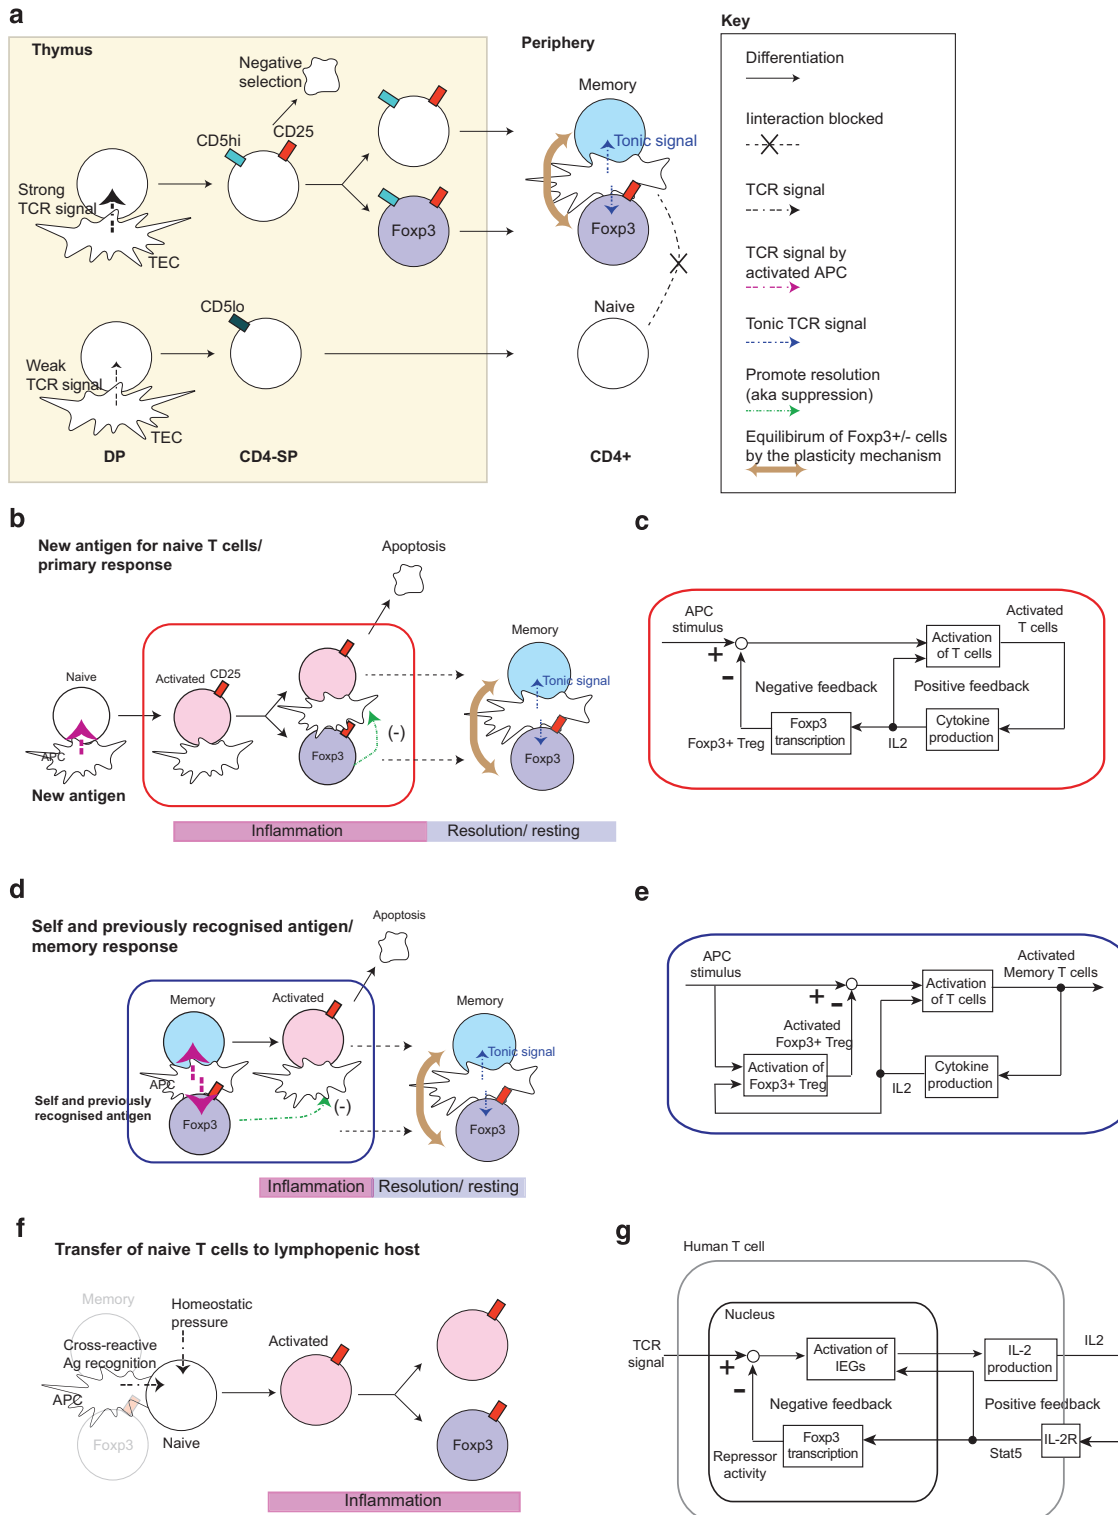 a
Thymus
Negative
selection
CD5hi
CD25
Strong
TCR signal
TEC
Foxp3
CD5lo
Weak
TCR signal
TEC
DP
CD4-SP
Periphery
Memory
Tonic signal
Foxp3
Naive
CD4+
Key
Differentiation
Iinteraction blocked
TCR signal
TCR signal by
activated APC
Tonic TCR signal
Promote resolution
(aka suppression)
Equilibirum of Foxp3+/- cells
by the plasticity mechanism
b
New antigen for naive T cells/
primary response
Apoptosis
Naive
APC
New antigen
Activated
CD25
Foxp3
(-)
Memory
Tonic signal
Foxp3
Inflammation
Resolution/ resting
c
APC
stimulus
+
-
Activation
of T cells
Activated
T cells
Negative feedback
Positive feedback
Foxp3+ Treg
Foxp3
transcription
IL2
Cytokine
production
d
Self and previously recognised antigen/
memory response
Apoptosis
Memory
Activated
APC
Self and previously
recognised antigen
Foxp3
(-)
Memory
Tonic signal
Foxp3
Inflammation
Resolution/ resting
e
APC
stimulus
+
-
Activation
of T cells
Activated
Memory T cells
Activated
Foxp3+ Treg
Activation of
Foxp3+ Treg
IL2
Cytokine
production
f
Transfer of naive T cells to lymphopenic host
Memory
Homeostatic
pressure
Cross-reactive
Ag recognition
APC
Foxp3
Naive
Activated
Foxp3
Inflammation
g
Human T cell
Nucleus
TCR
signal
+
-
Activation of
IEGs
IL-2
production
IL2
Negative feedback
Positive feedback
Repressor
activity
Foxp3
transcription
Stat5
IL-2R